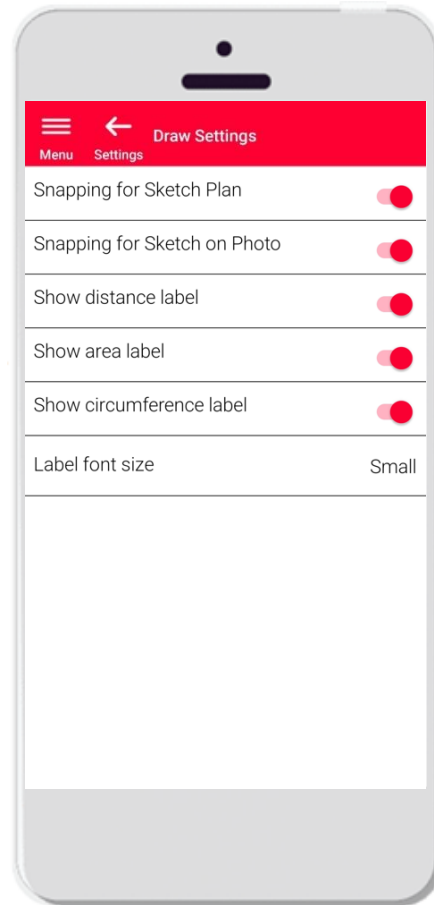 Draw Settings
Menu Settings
Snapping for Sketch Plan
Snapping for Sketch on Photo
Show distance label
Show area label
Show circumference label
Label font size Small